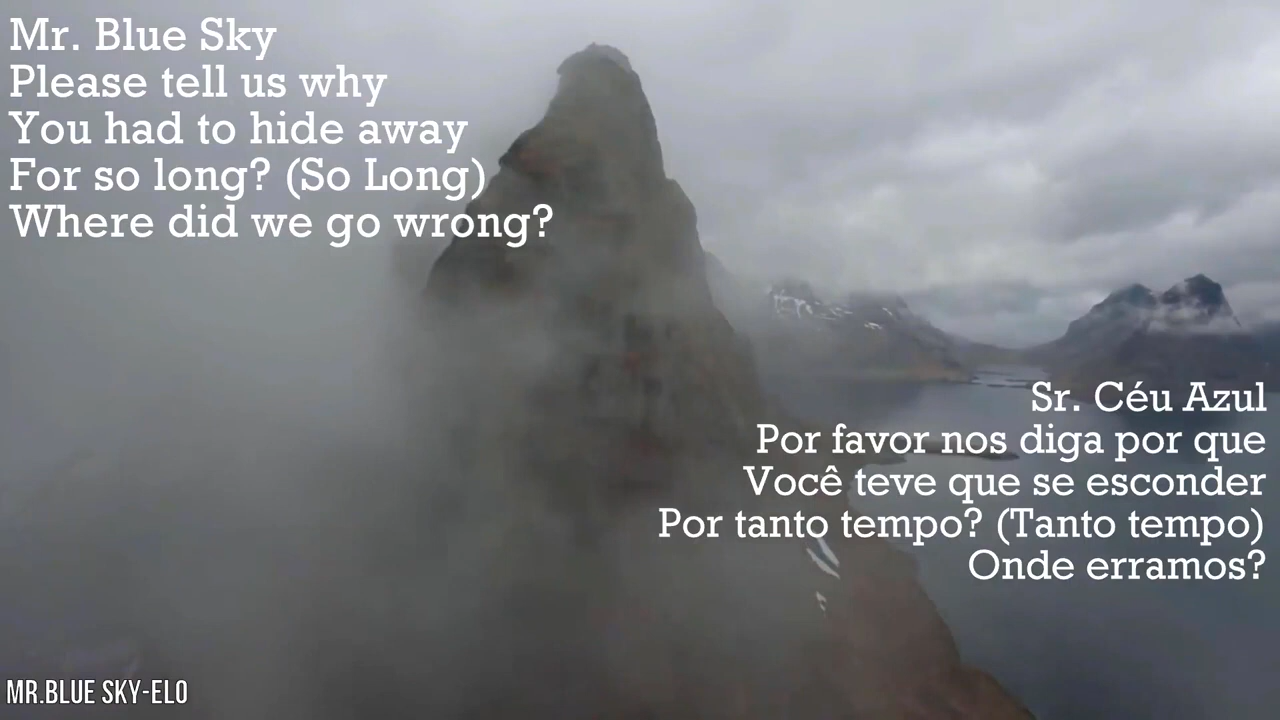 Mr. Blue Sky
Please tell us why
You had to hide away
For so long? (So Long)
Where did we go wrong?
Sr. Céu Azul
Por favor nos diga por que
Você teve que se esconder
Por tanto tempo? (Tanto tempo)
Onde erramos?
MR.BLUE SKY-ELO